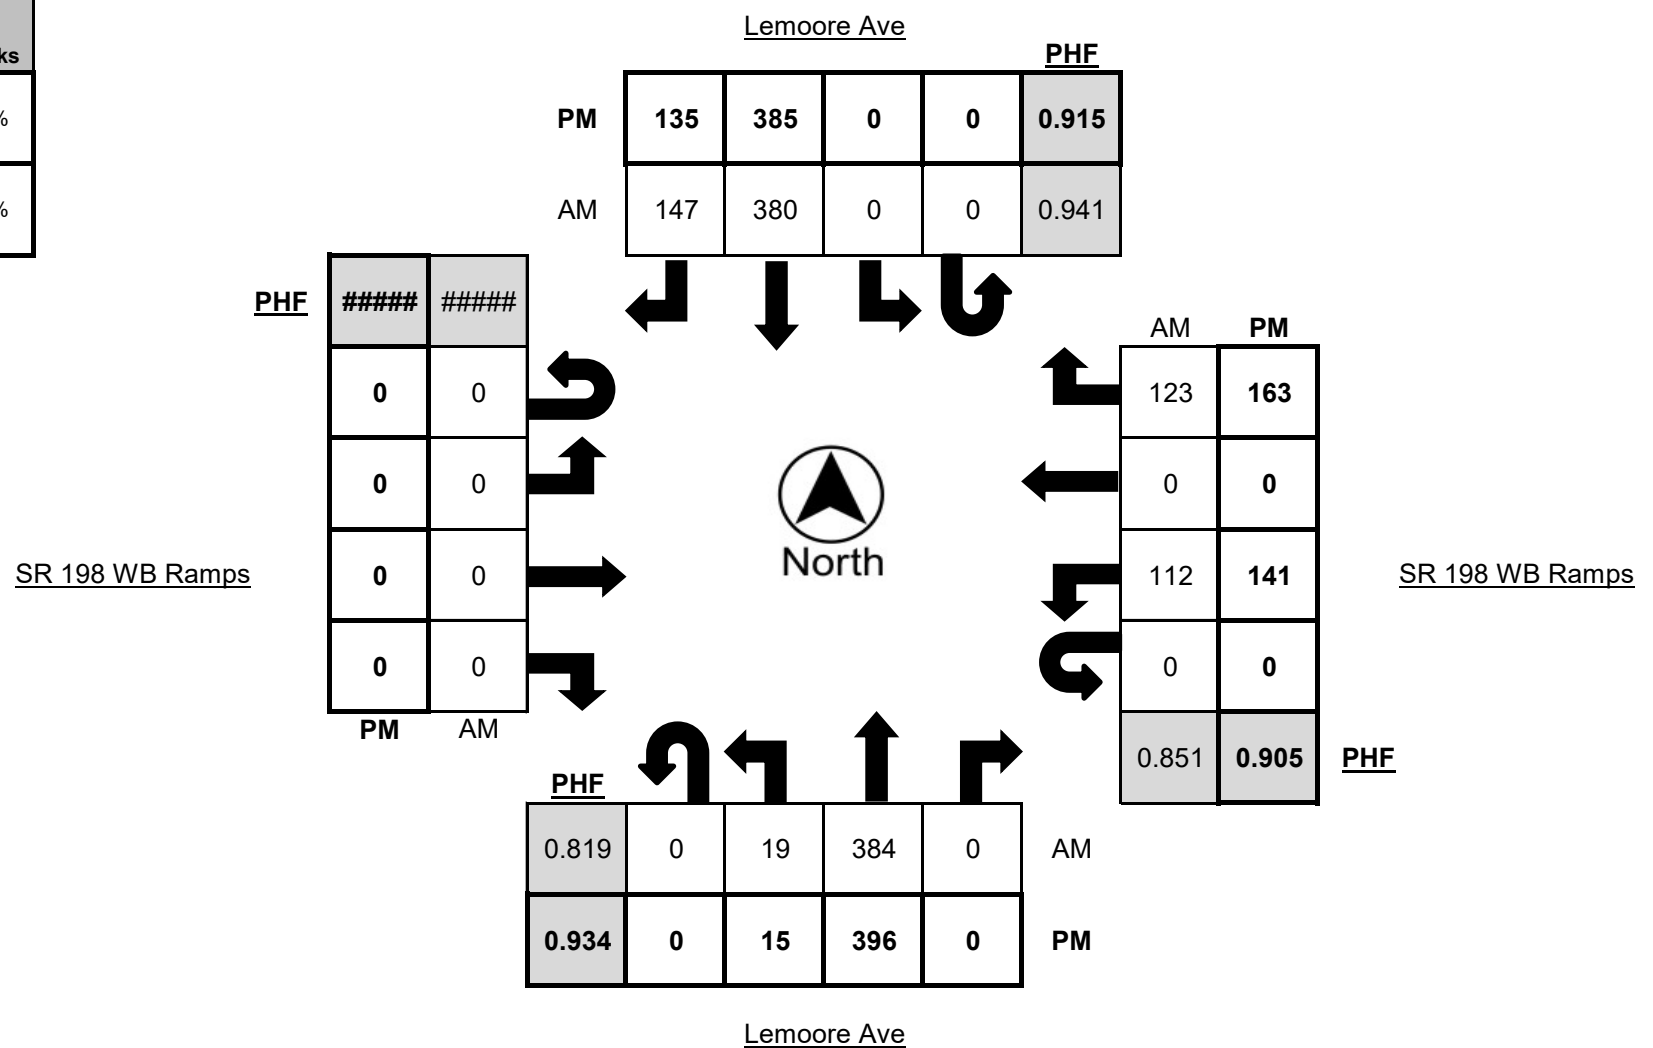 Lemoore Ave
PHF
ks
PM 135 385 0 0 0.915
%
AM 147 380 0 0 0.941
%
PHF ##### #####
AM PM
0 0
123 163
0 0
0 0
North
SR 198 WB Ramps
0 0
112 141
SR 198 WB Ramps
0 0
0 0
PM AM
0.851 0.905 PHF
PHF
0.819 0 19 384 0 AM
0.934 0 15 396 0 PM
Lemoore Ave